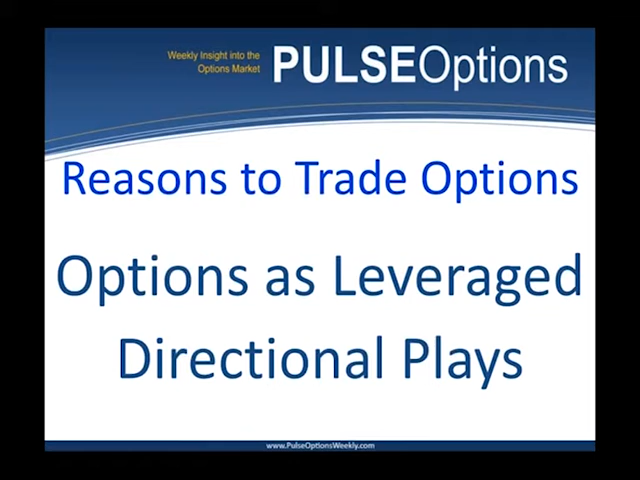 Weekly Insight into the
Options Market
PULSEOptions
Reasons to Trade Options
Options as Leveraged
Directional Plays
www.PulseOptionsWeekly.com